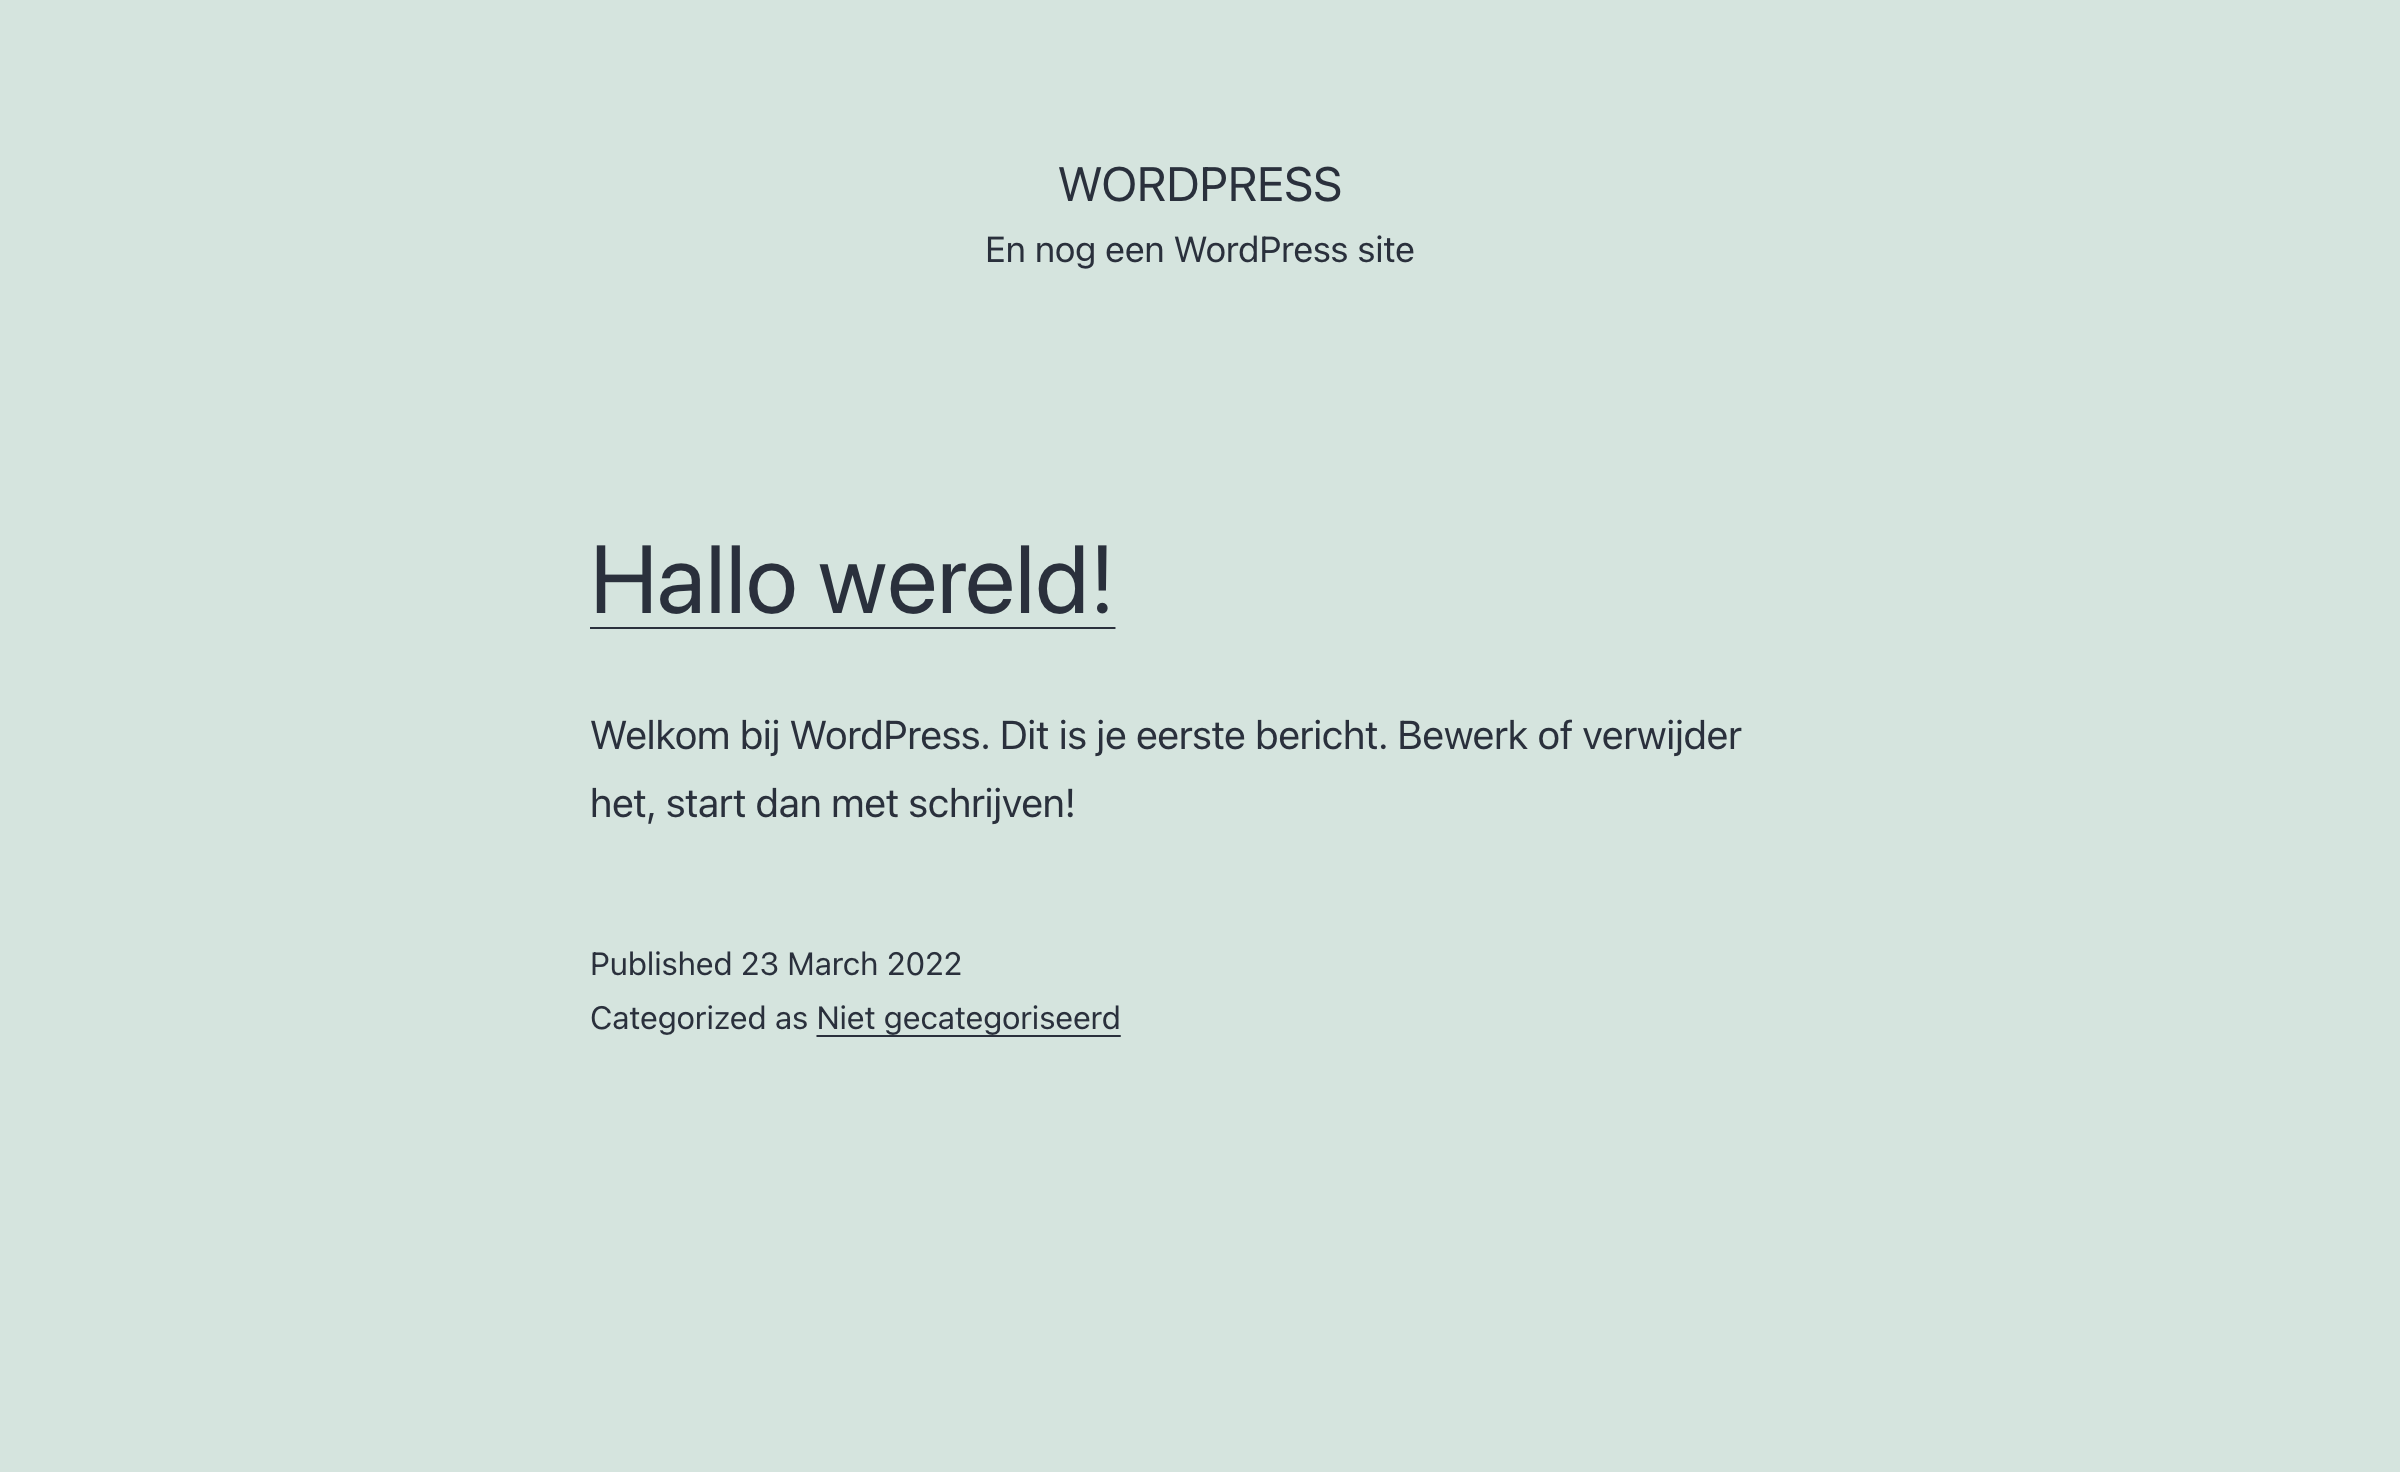 WORDPRESS
En nog een WordPress site
Hallo wereld!
Welkom bij WordPress. Dit is je eerste bericht. Bewerk of verwijder
het, start dan met schrijven!
Published 23 March 2022
Categorized as Niet gecategoriseerd